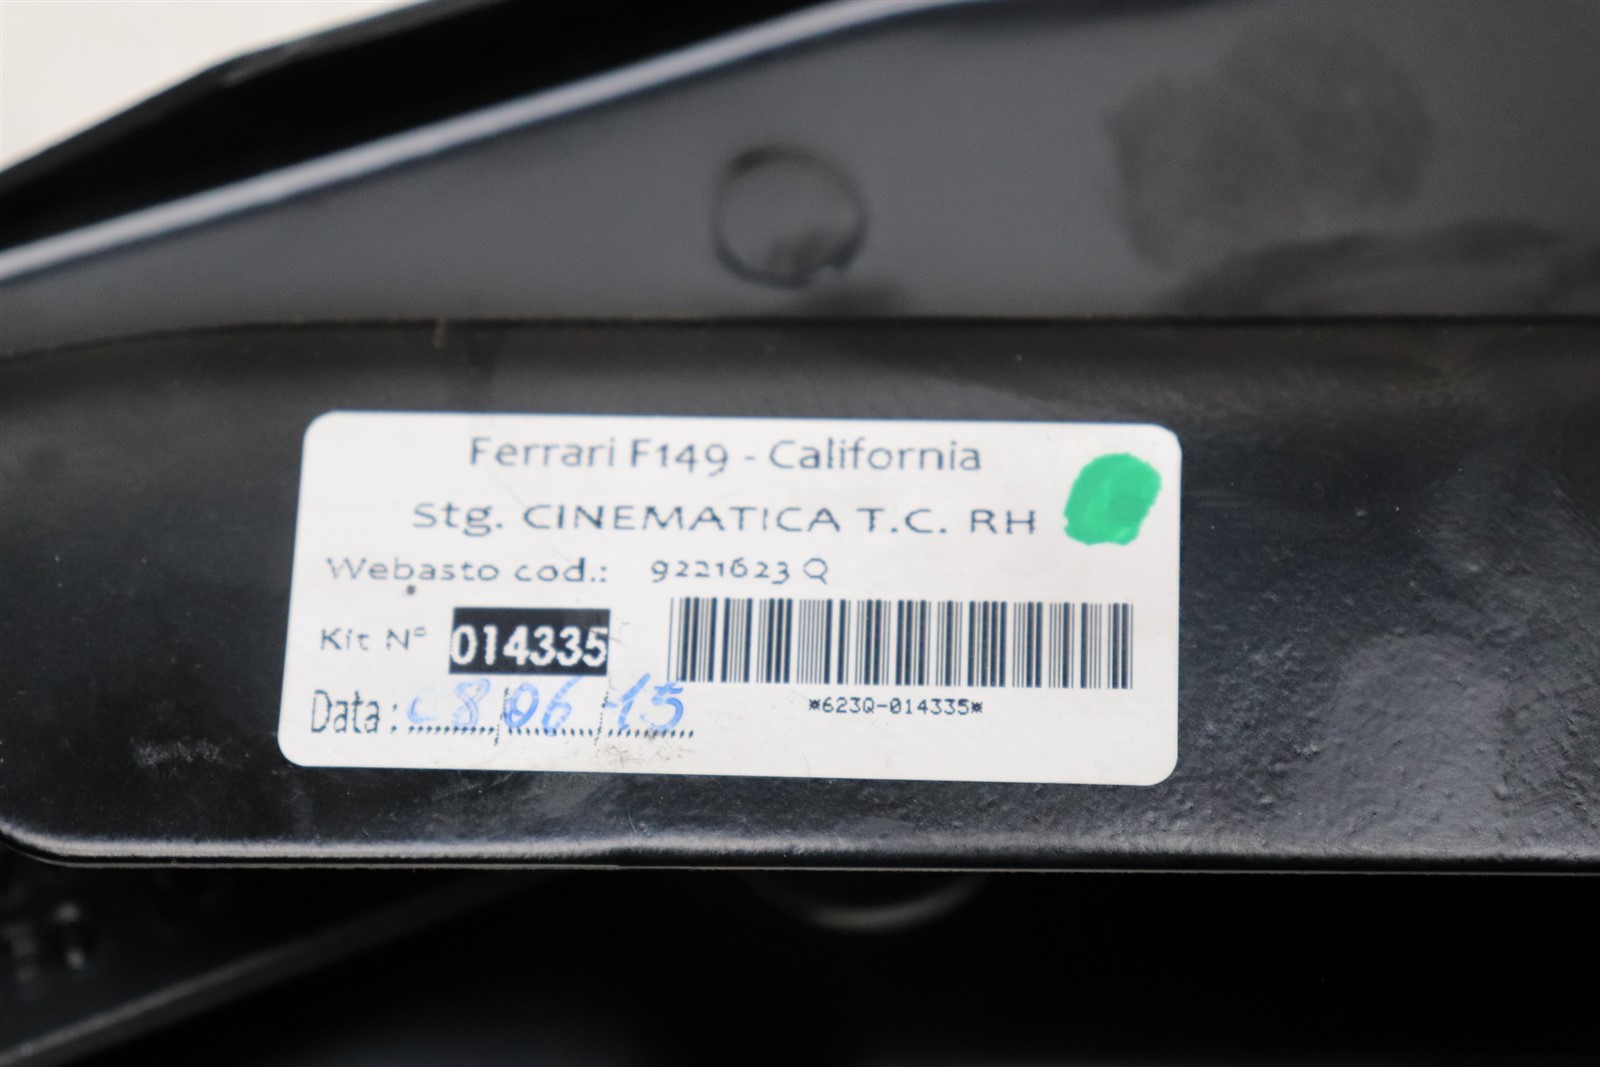 Ferrari F149 - California
Stg. CINEMATICA T.C. RH
Webasto cod.: 9221623 Q
Kit N° 014335
*623Q-014335*
Data: 08/06/15